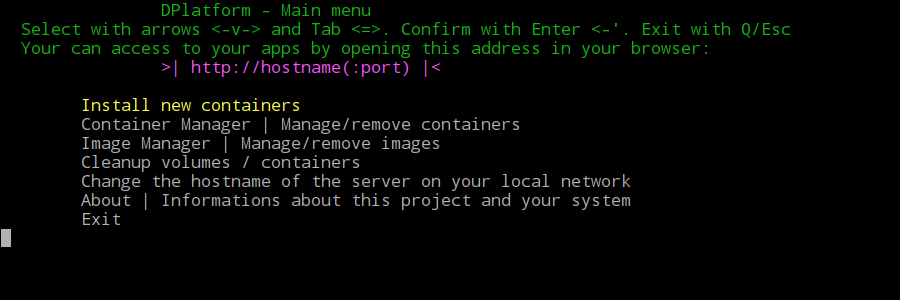 DPlatform - Main menu
Select with arrows <-v-> and Tab <=>. Confirm with Enter <-'. Exit with Q/Esc
Your can access to your apps by opening this address in your browser:
>| http://hostname(:port) |<
Install new containers
Container Manager | Manage/remove containers
Image Manager | Manage/remove images
Cleanup volumes / containers
Change the hostname of the server on your local network
About | Informations about this project and your system
Exit